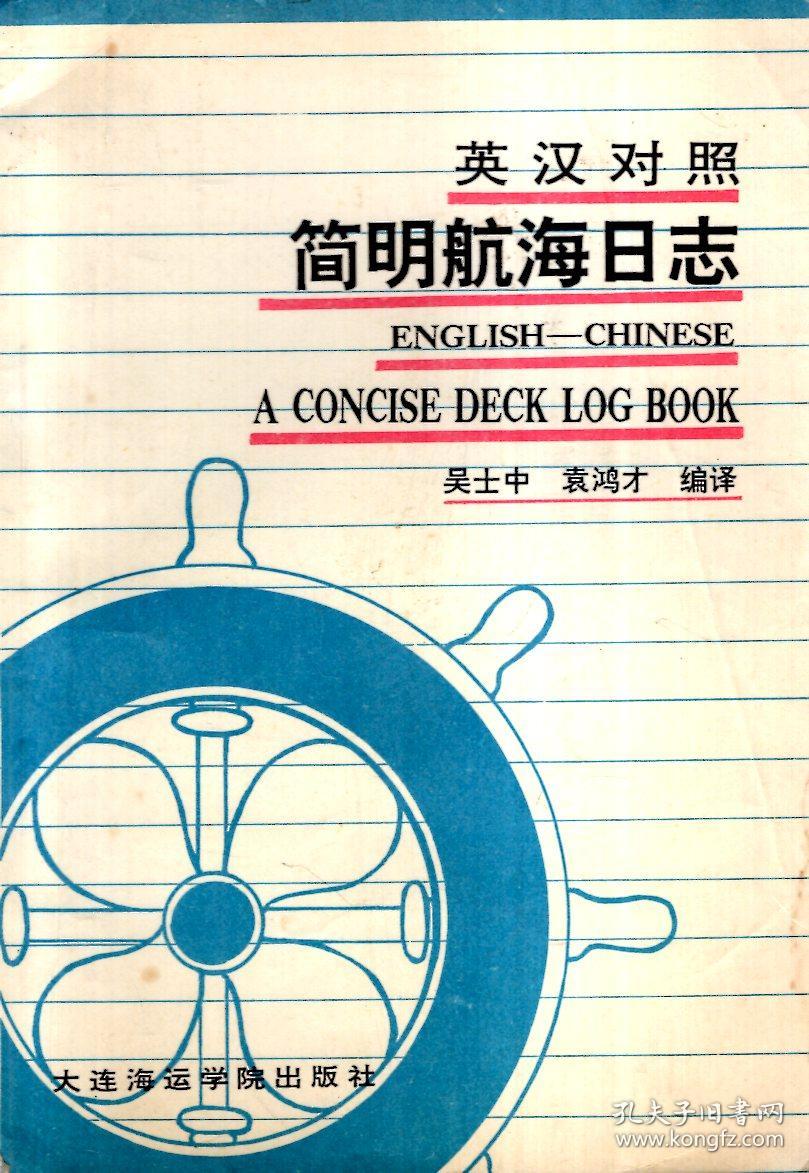 英汉对照
简明航海日志
ENGLISH—CHINESE
A CONCISE DECK LOG BOOK
吴士中 袁鸿才 编译
大连海运学院出版社
孔夫子旧书网
www.kongfz.com